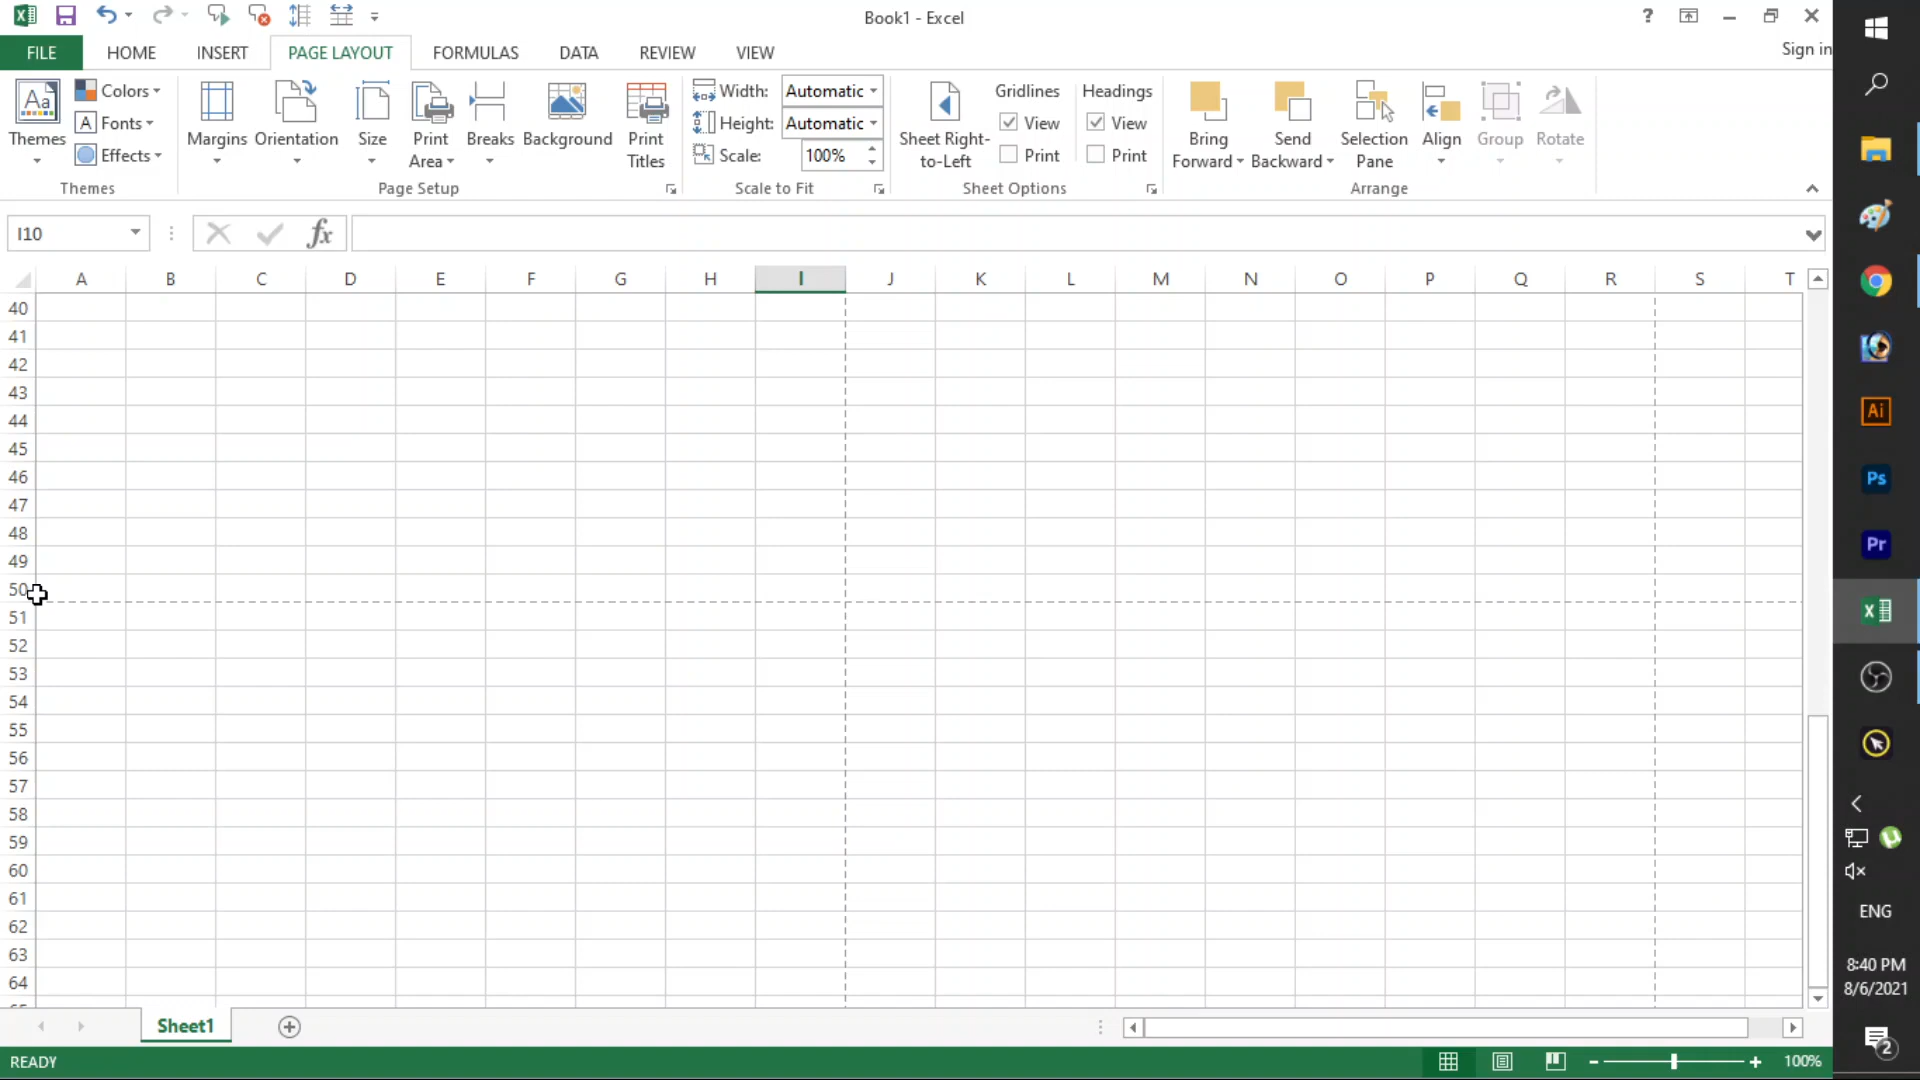 Book1 - Excel
?
Sign in
FILE HOME INSERT PAGE LAYOUT FORMULAS DATA REVIEW VIEW
Aa Themes
Colors
A Fonts
Effects
Themes
Margins Orientation Size Print Area Breaks Background Print Titles
Page Setup
Width: Automatic
Height: Automatic
Scale: 100%
Scale to Fit
Sheet Right-to-Left
Gridlines
View
Print
Headings
View
Print
Sheet Options
Bring Forward Send Backward Selection Pane Align Group Rotate
Arrange
I10 fx
A B C D E F G H I J K L M N O P Q R S T
40
41
42
43
44
45
46
47
48
49
50
51
52
53
54
55
56
57
58
59
60
61
62
63
64
65
Sheet1
READY
100%
Ai
Ps
Pr
X
ENG
8:40 PM
8/6/2021
2